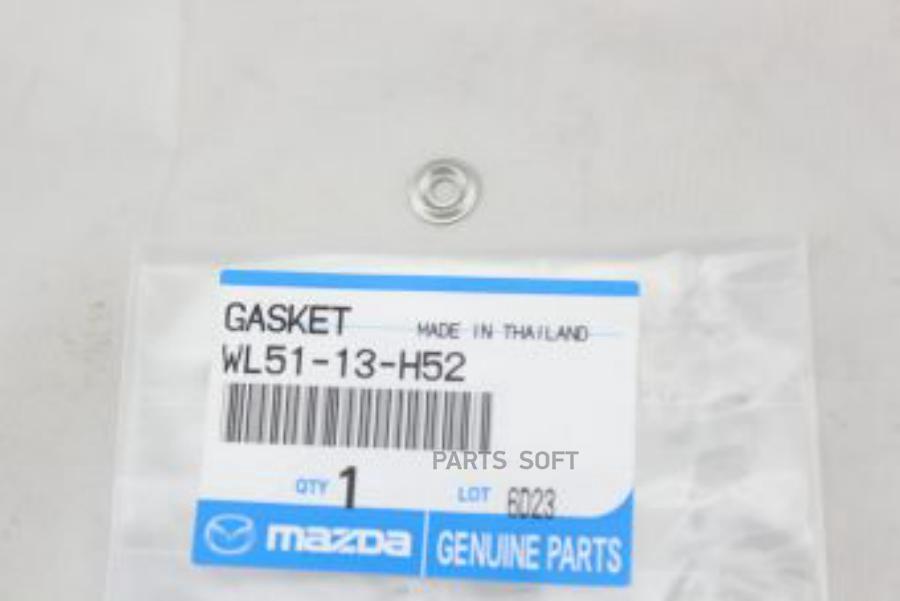 GASKET
MADE IN THAILAND
WL51-13-H52
PARTS SOFT
QTY 1
LOT 6D23
mazda
GENUINE PARTS